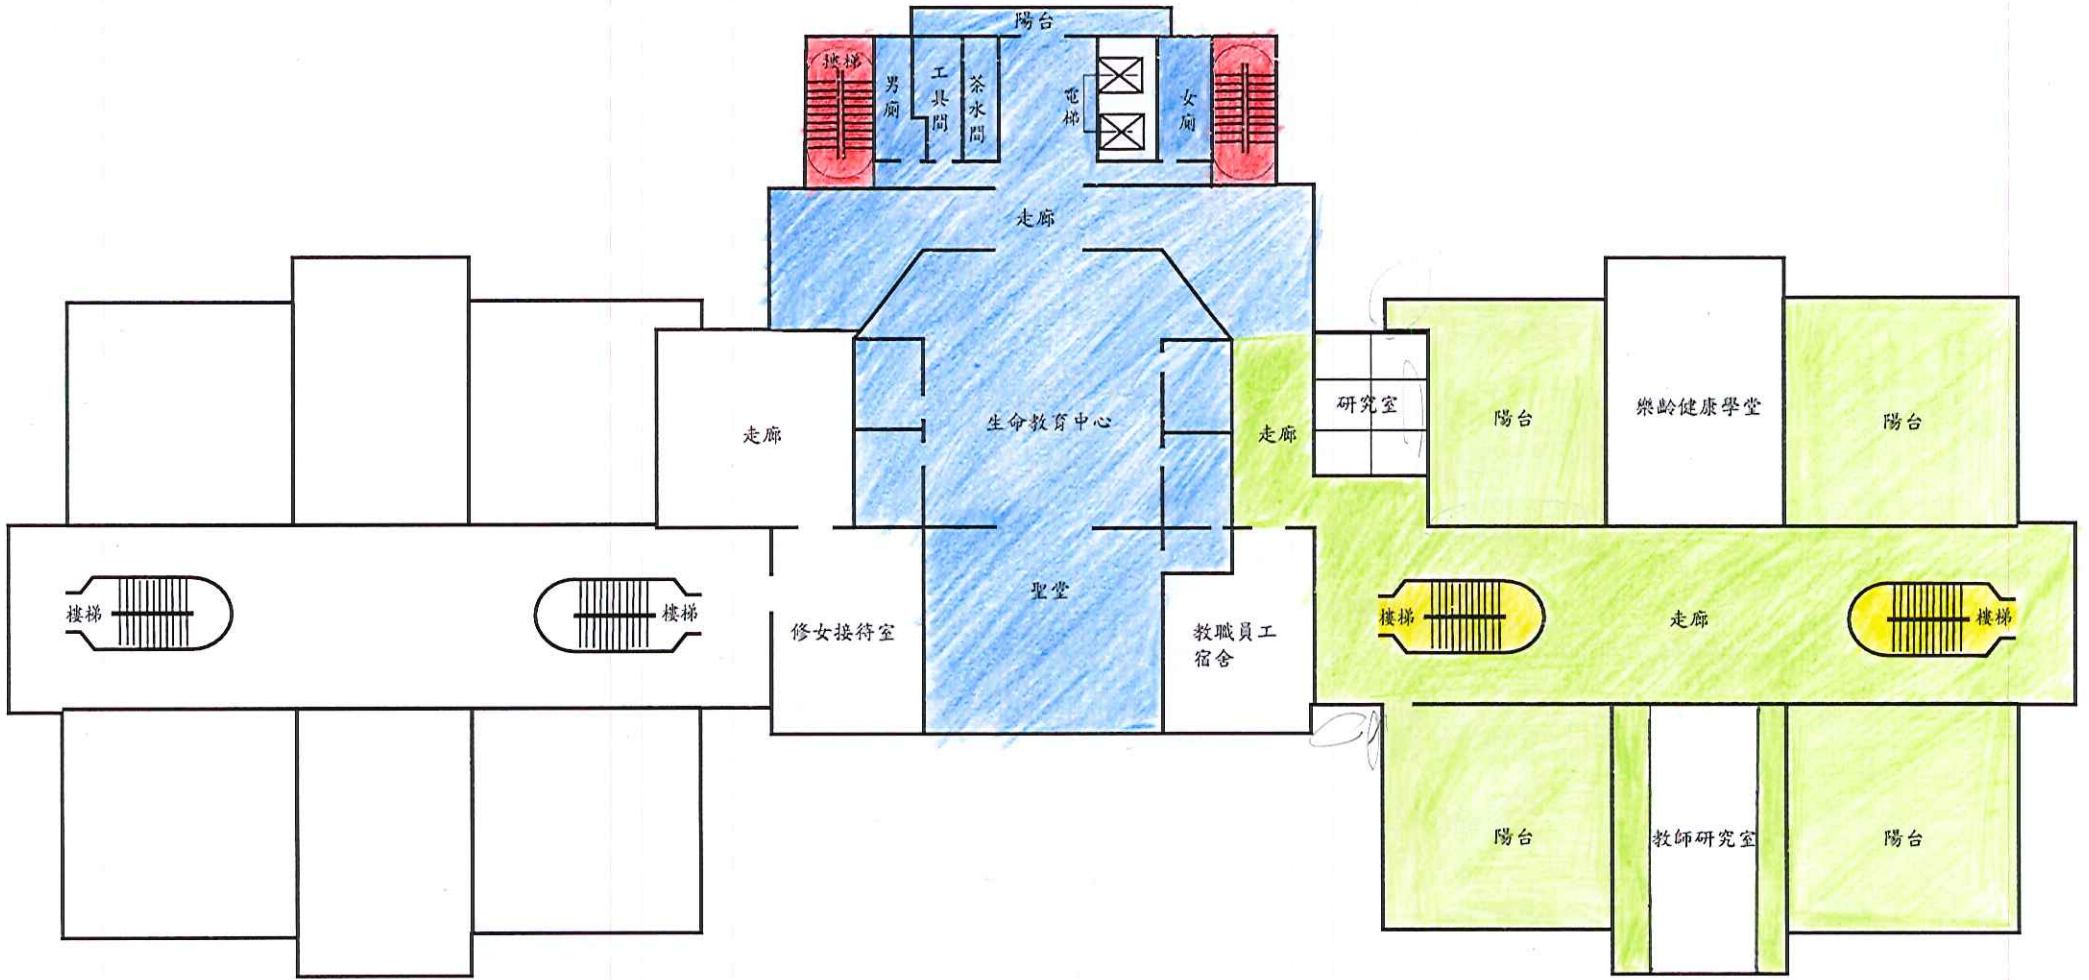 陽台
樓梯
男廁
工具間
茶水間
電梯
女廁
走廊
走廊
生命教育中心
走廊
研究室
陽台
樂齡健康學堂
陽台
樓梯
樓梯
修女接待室
聖堂
教職員工
宿舍
樓梯
走廊
樓梯
陽台
教師研究室
陽台